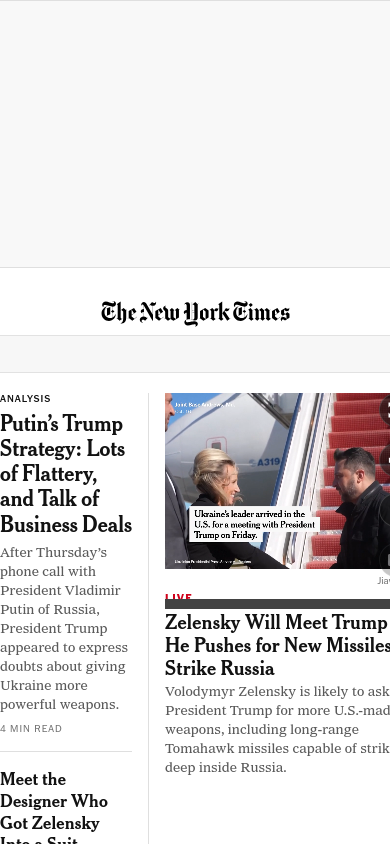 The New York Times
ANALYSIS
Putin's Trump
Strategy: Lots
of Flattery,
and Talk of
Business Deals
After Thursday's
phone call with
President Vladimir
Putin of Russia,
President Trump
appeared to express
doubts about giving
Ukraine more
powerful weapons.
4 MIN READ
Meet the
Designer Who
Got Zelensky
Into a Suit
Joint Base Andrews
A319
Ukraine's leader arrived in the
U.S. for a meeting with President
Trump on Friday.
LIVE
Zelensky Will Meet Trump
He Pushes for New Missiles
Strike Russia
Volodymyr Zelensky is likely to ask
President Trump for more U.S.-mad
weapons, including long-range
Tomahawk missiles capable of strik
deep inside Russia.